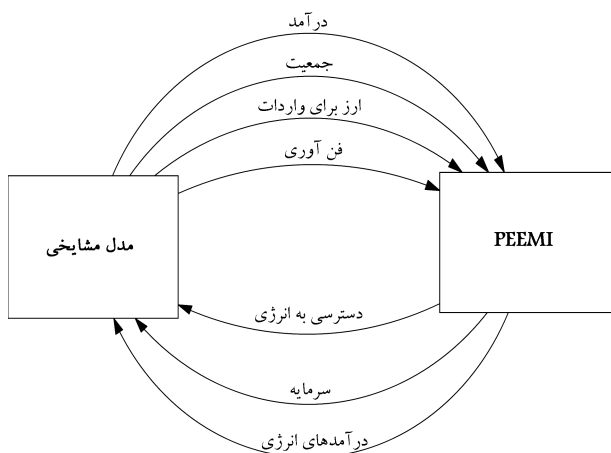 درآمد
جمعیت
ارز برای واردات
فن آوری
مدل مشایخی
PEEMI
دسترسی به انرژی
سرمایه
درآمدهای انرژی